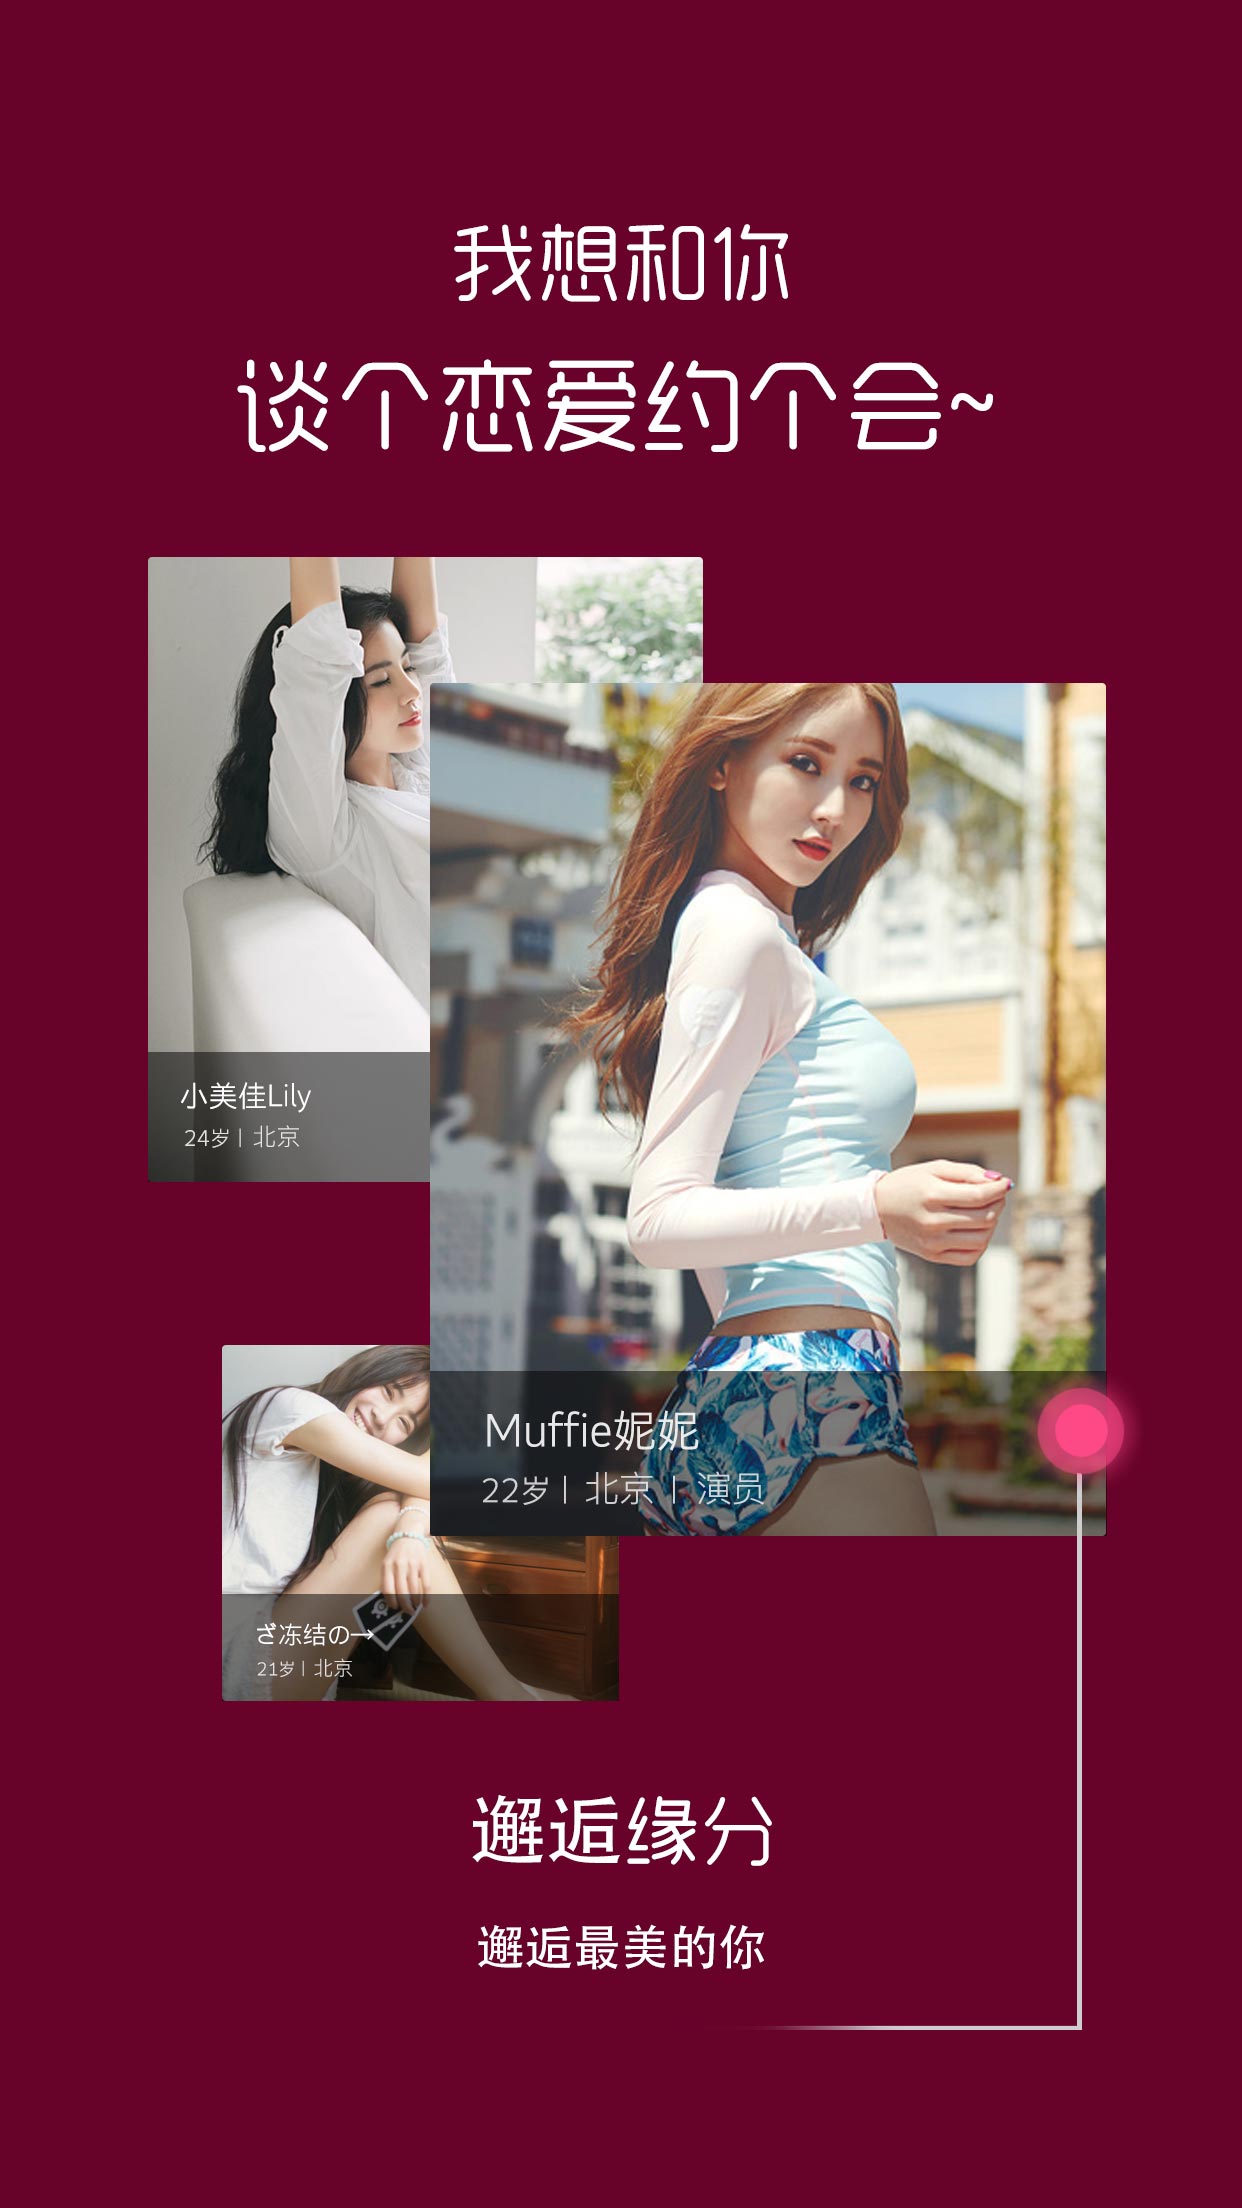 我想和你
谈个恋爱约个会~
小美佳Lily
24岁 | 北京
Muffie妮妮
22岁 | 北京 | 演员
ざ冻结の→
21岁 | 北京
邂逅缘分
邂逅最美的你